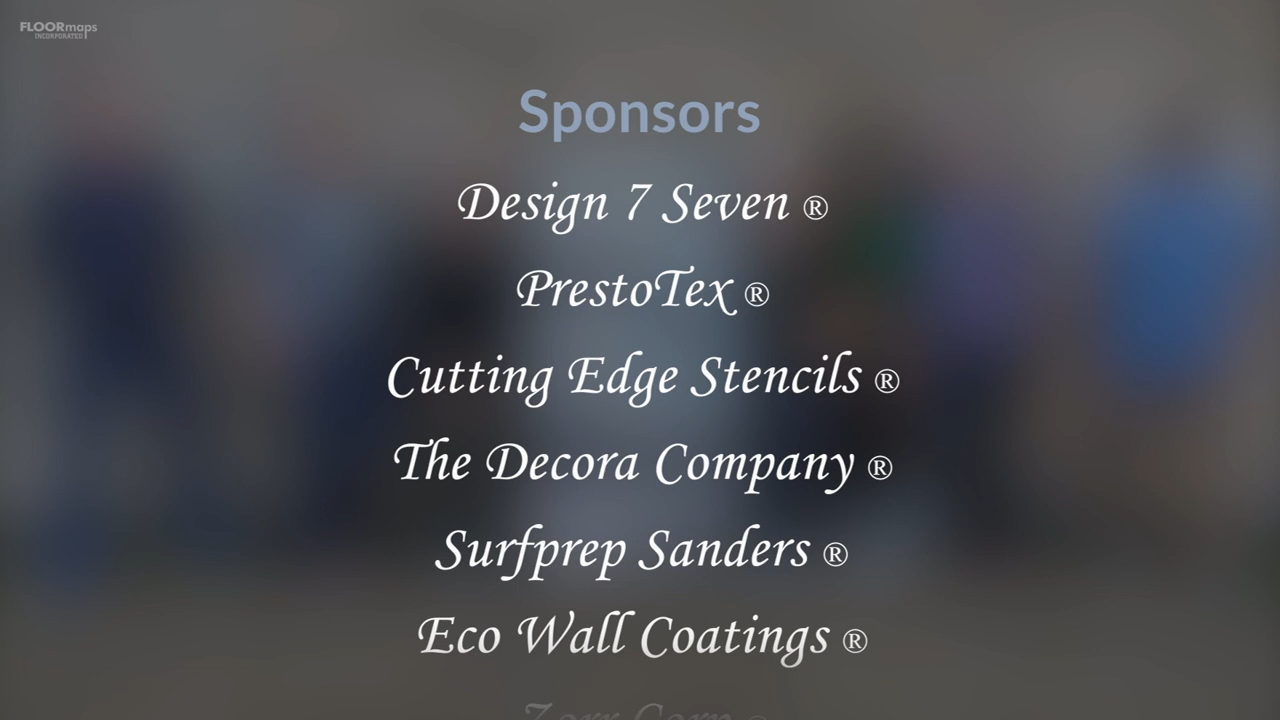 FLOORmaps
INCORPORATED
Sponsors
Design 7 Seven ®
PrestoTex ®
Cutting Edge Stencils ®
The Decora Company ®
Surfprep Sanders ®
Eco Wall Coatings ®